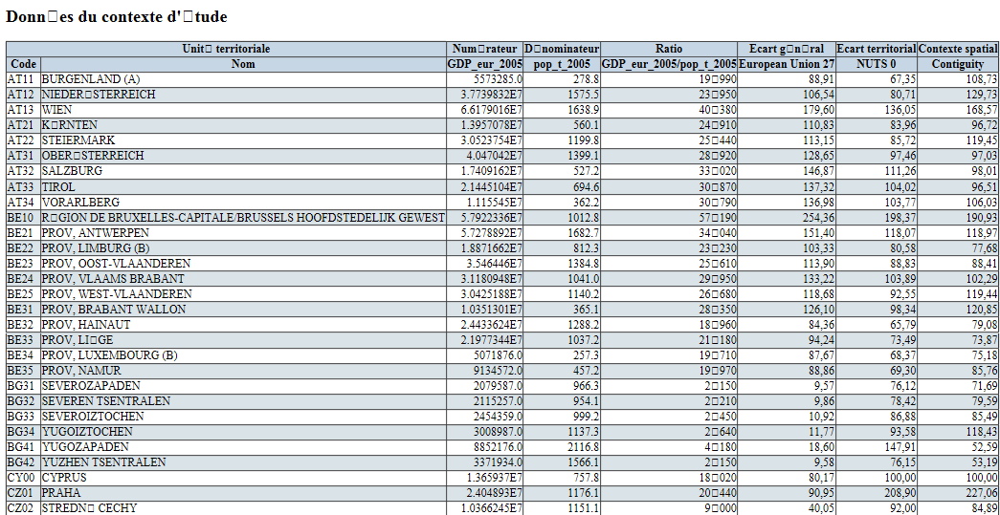 Donn□es du contexte d'□tude
Unit□ territoriale Num□rateur D□nominateur Ratio Ecart g□n□ral Ecart territorial Contexte spatial
Code Nom GDP_eur_2005 pop_t_2005 GDP_eur_2005/pop_t_2005 European Union 27 NUTS 0 Contiguity
AT11 BURGENLAND (A) 5573285.0 278.8 19□990 88,91 67,35 108,73
AT12 NIEDER□STERREICH 3.7739832E7 1575.5 23□950 106,54 80,71 129,73
AT13 WIEN 6.6179016E7 1638.9 40□380 179,60 136,05 168,57
AT21 K□RNTEN 1.3957078E7 560.1 24□910 110,83 83,96 96,72
AT22 STEIERMARK 3.0523754E7 1199.8 25□440 113,15 85,72 119,45
AT31 OBER□STERREICH 4.047042E7 1399.1 28□920 128,65 97,46 97,03
AT32 SALZBURG 1.7409162E7 527.2 33□020 146,87 111,26 98,01
AT33 TIROL 2.1445104E7 694.6 30□870 137,32 104,02 96,51
AT34 VORARLBERG 1.115545E7 362.2 30□790 136,98 103,77 106,03
BE10 R□GION DE BRUXELLES-CAPITALE/BRUSSELS HOOFDSTEDELIJK GEWEST 5.7922336E7 1012.8 57□190 254,36 198,37 190,93
BE21 PROV, ANTWERPEN 5.7278892E7 1682.7 34□040 151,40 118,07 118,97
BE22 PROV, LIMBURG (B) 1.8871662E7 812.3 23□230 103,33 80,58 77,68
BE23 PROV, OOST-VLAANDEREN 3.546446E7 1384.8 25□610 113,90 88,83 88,41
BE24 PROV, VLAAMS BRABANT 3.1180948E7 1041.0 29□950 133,22 103,89 102,29
BE25 PROV, WEST-VLAANDEREN 3.0425188E7 1140.2 26□680 118,68 92,55 119,44
BE31 PROV, BRABANT WALLON 1.0351301E7 365.1 28□350 126,10 98,34 120,85
BE32 PROV, HAINAUT 2.4433624E7 1288.2 18□960 84,36 65,79 79,08
BE33 PROV, LI□GE 2.1977344E7 1037.2 21□180 94,24 73,49 73,87
BE34 PROV, LUXEMBOURG (B) 5071876.0 257.3 19□710 87,67 68,37 75,18
BE35 PROV, NAMUR 9134572.0 457.2 19□970 88,86 69,30 85,76
BG31 SEVEROZAPADEN 2079587.0 966.3 2□150 9,57 76,12 71,69
BG32 SEVEREN TSENTRALEN 2115257.0 954.1 2□210 9,86 78,42 79,59
BG33 SEVEROIZTOCHEN 2454359.0 999.2 2□450 10,92 86,88 85,49
BG34 YUGOIZTOCHEN 3008987.0 1137.3 2□640 11,77 93,58 118,43
BG41 YUGOZAPADEN 8852176.0 2116.8 4□180 18,60 147,91 52,59
BG42 YUZHEN TSENTRALEN 3371934.0 1566.1 2□150 9,58 76,15 53,19
CY00 CYPRUS 1.365937E7 757.8 18□020 80,17 100,00 100,00
CZ01 PRAHA 2.404893E7 1176.1 20□440 90,95 208,90 227,06
CZ02 STREDN□ CECHY 1.0366245E7 1151.1 9□000 40,05 92,00 84,89